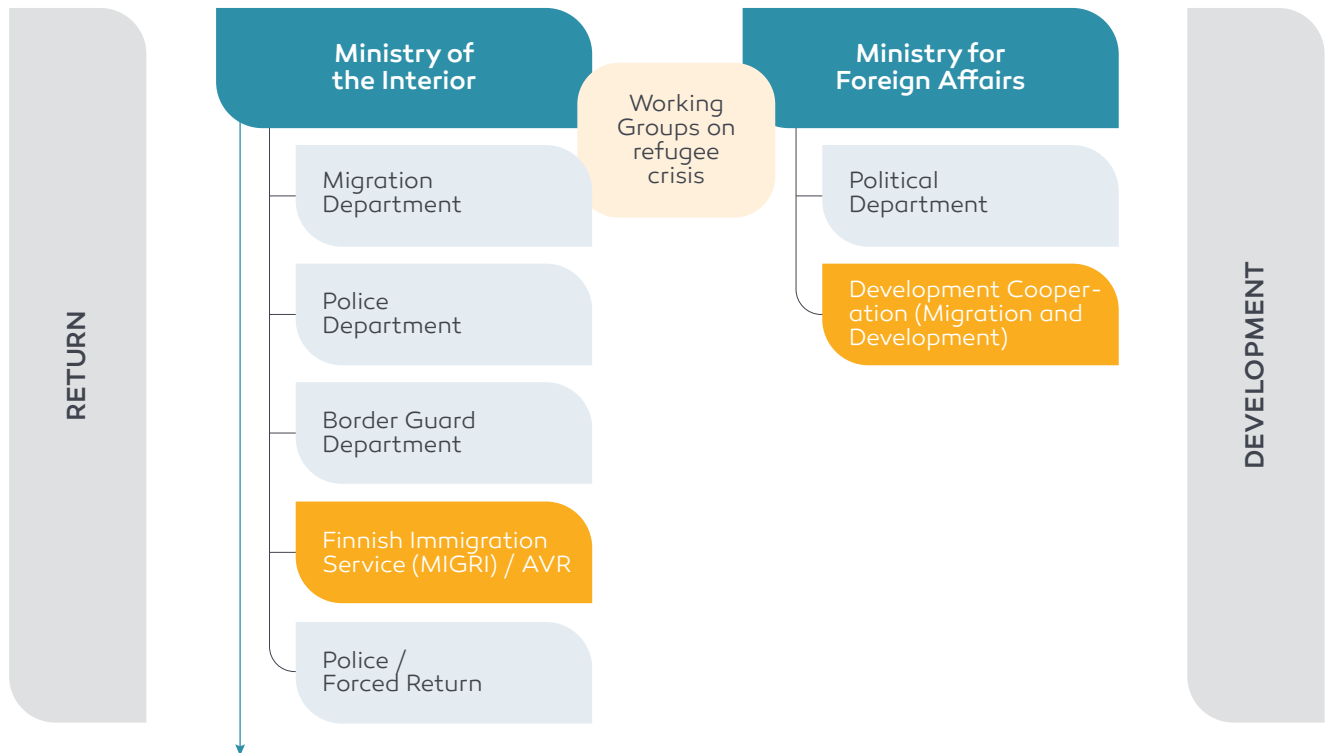 RETURN
Ministry of
the Interior
Migration
Department
Police
Department
Border Guard
Department
Finnish Immigration
Service (MIGRI) / AVR
Police /
Forced Return
Working
Groups on
refugee
crisis
Ministry for
Foreign Affairs
Political
Department
Development Cooper-
ation (Migration and
Development)
DEVELOPMENT